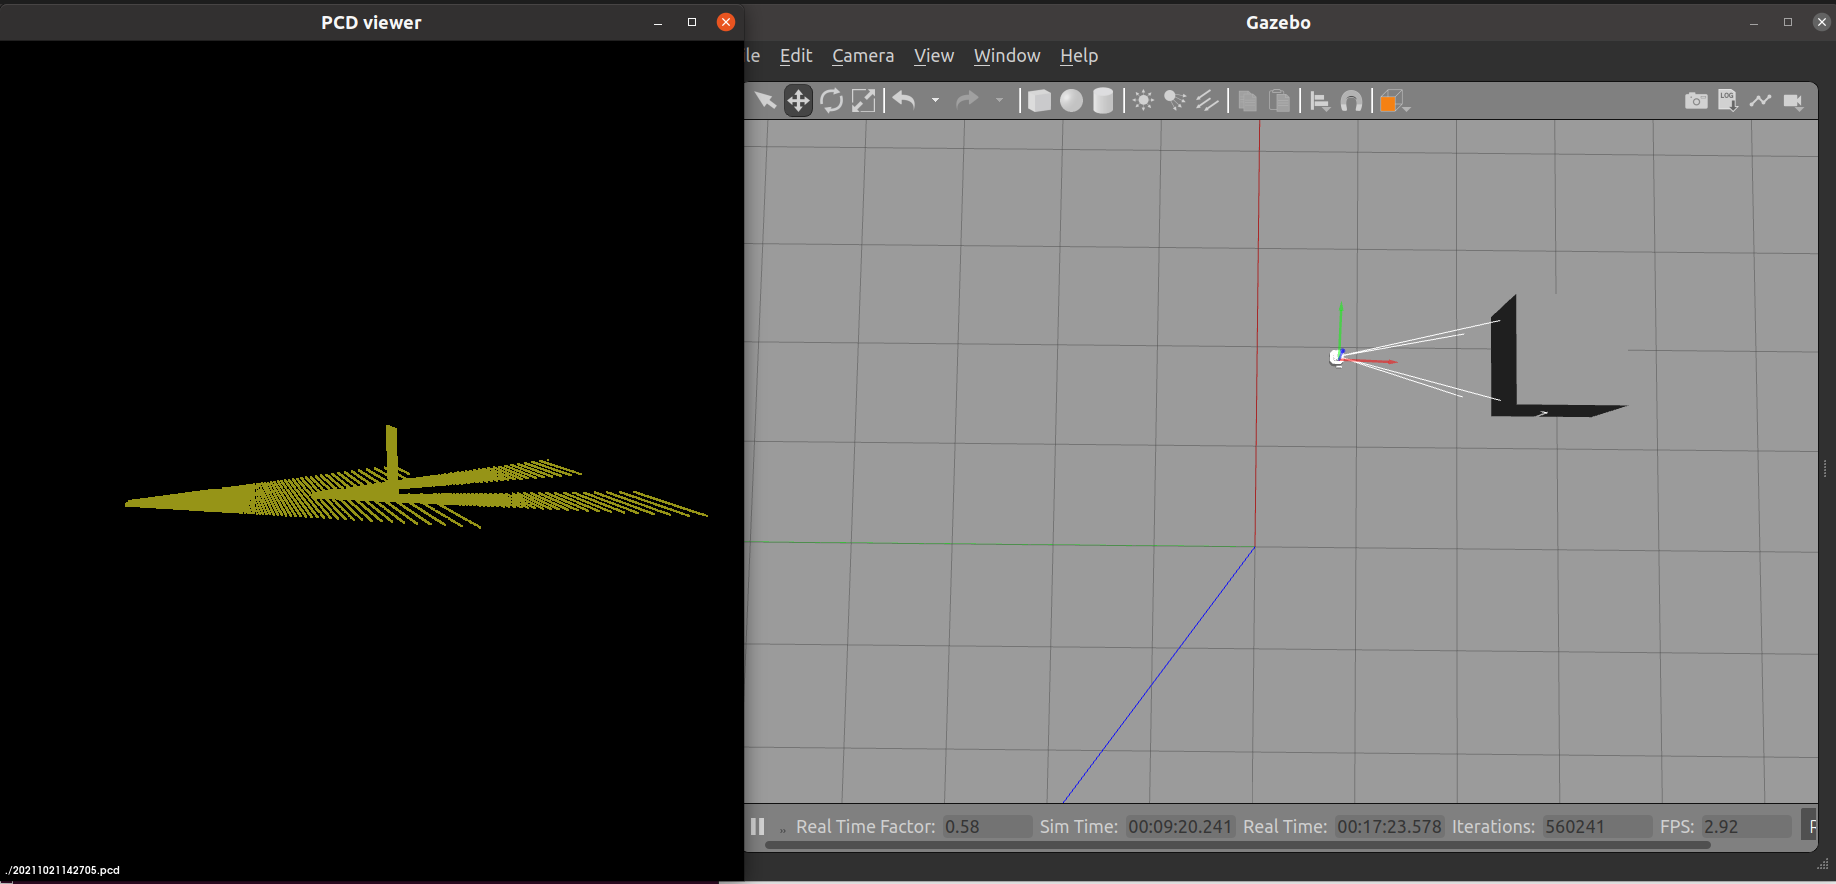 PCD viewer
Gazebo
le Edit Camera View Window Help
LOG
Real Time Factor: 0.58 Sim Time: 00:09:20.241 Real Time: 00:17:23.578 Iterations: 560241 FPS: 2.92
./20211021142705.pcd